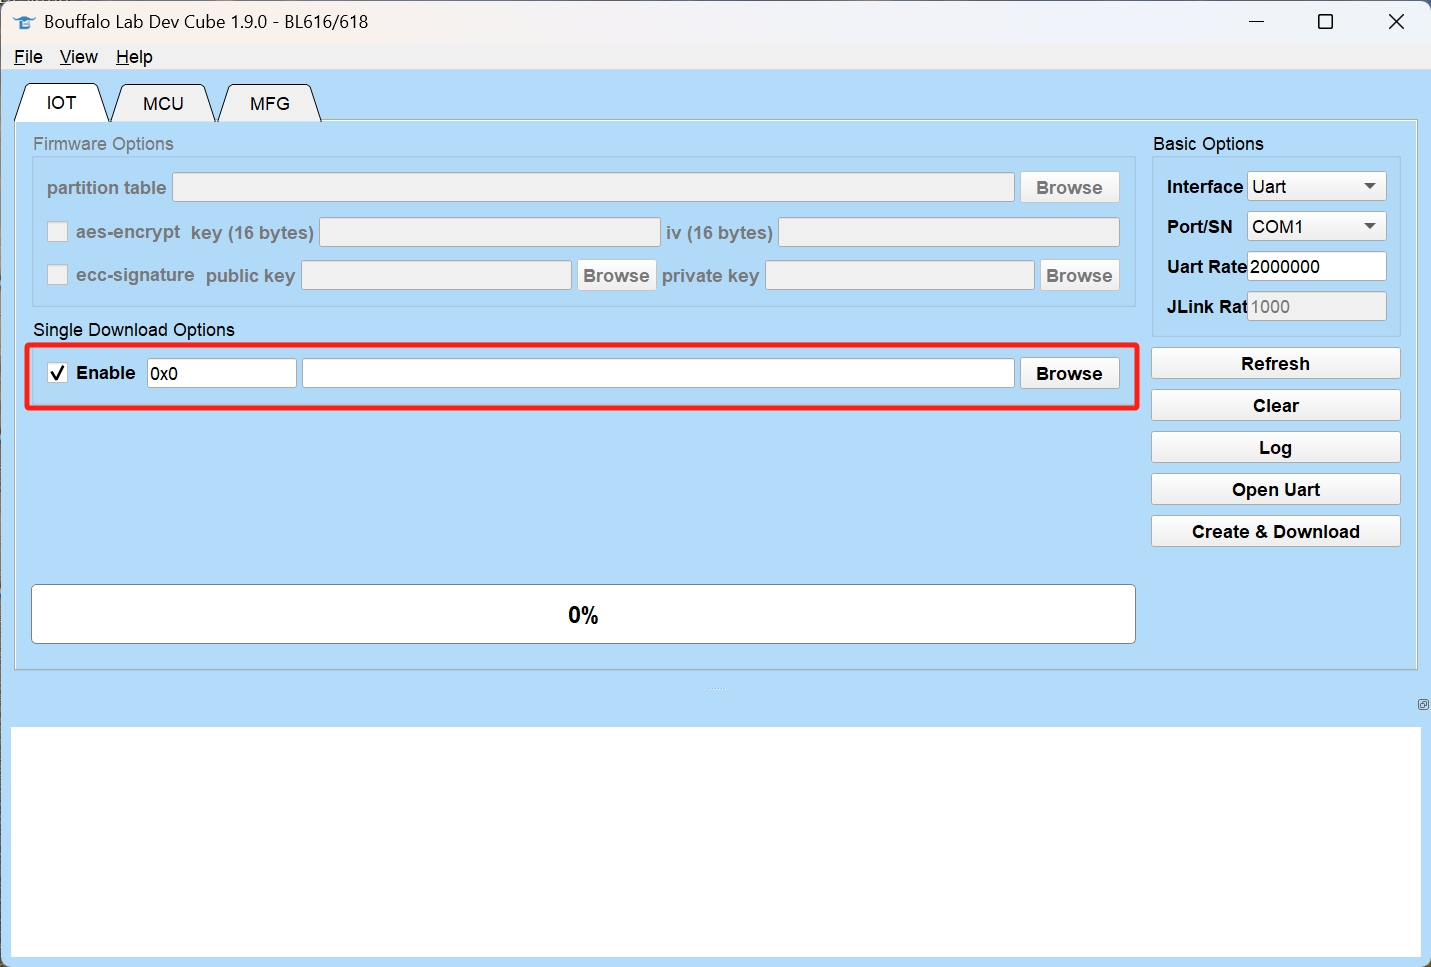 Bouffalo Lab Dev Cube 1.9.0 - BL616/618
File View Help
IOT MCU MFG
Firmware Options
partition table Browse
aes-encrypt key (16 bytes) iv (16 bytes)
ecc-signature public key Browse private key Browse
Single Download Options
Enable 0x0 Browse
0%
Basic Options
Interface Uart
Port/SN COM1
Uart Rate 2000000
JLink Rat 1000
Refresh
Clear
Log
Open Uart
Create & Download